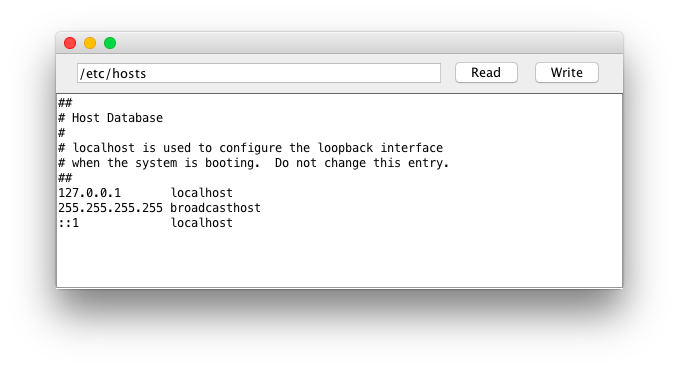 /etc/hosts Read Write
##
# Host Database
#
# localhost is used to configure the loopback interface
# when the system is booting.  Do not change this entry.
##
127.0.0.1       localhost
255.255.255.255 broadcasthost
::1             localhost